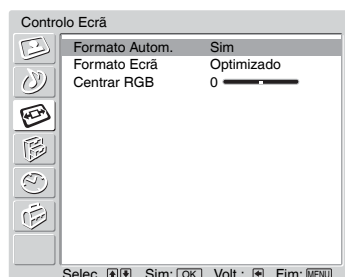 Controlo Ecrã
Formato Autom. Sim
Formato Ecrã Optimizado
Centrar RGB 0
Selec. Sim: OK Volt.: Fim: MENU